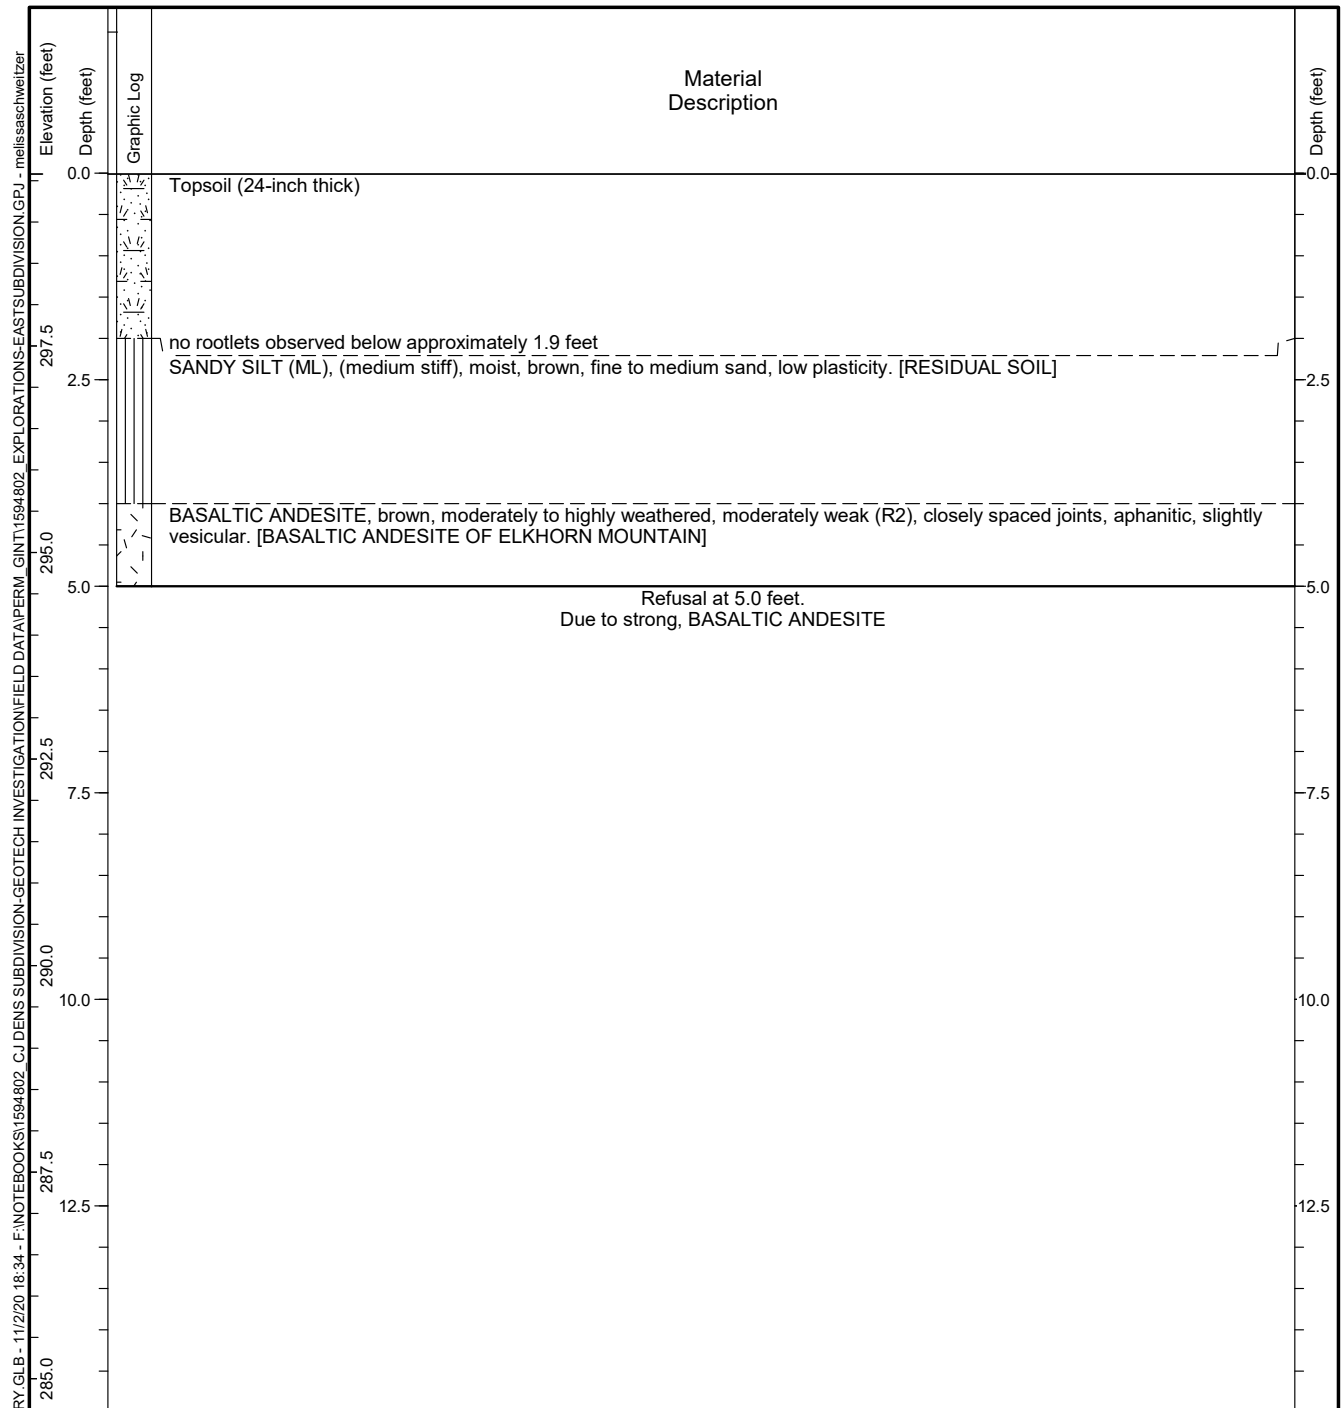 RY.GLB - 11/2/20 18:34 - F:\NOTEBOOKS\1594802_CJ DENS SUBDIVISION-GEOTECH INVESTIGATION\FIELD DATA\PERM_GINT\1594802_EXPLORATIONS-EASTSUBDIVISION.GPJ - melissaschweitzer
Elevation (feet)
Depth (feet)
Graphic Log
Material
Description
Depth (feet)
0.0
Topsoil (24-inch thick)
0.0
297.5
no rootlets observed below approximately 1.9 feet
SANDY SILT (ML), (medium stiff), moist, brown, fine to medium sand, low plasticity. [RESIDUAL SOIL]
2.5
2.5
BASALTIC ANDESITE, brown, moderately to highly weathered, moderately weak (R2), closely spaced joints, aphanitic, slightly
vesicular. [BASALTIC ANDESITE OF ELKHORN MOUNTAIN]
295.0
5.0
5.0
Refusal at 5.0 feet.
Due to strong, BASALTIC ANDESITE
292.5
7.5
7.5
290.0
10.0
10.0
287.5
12.5
12.5
285.0